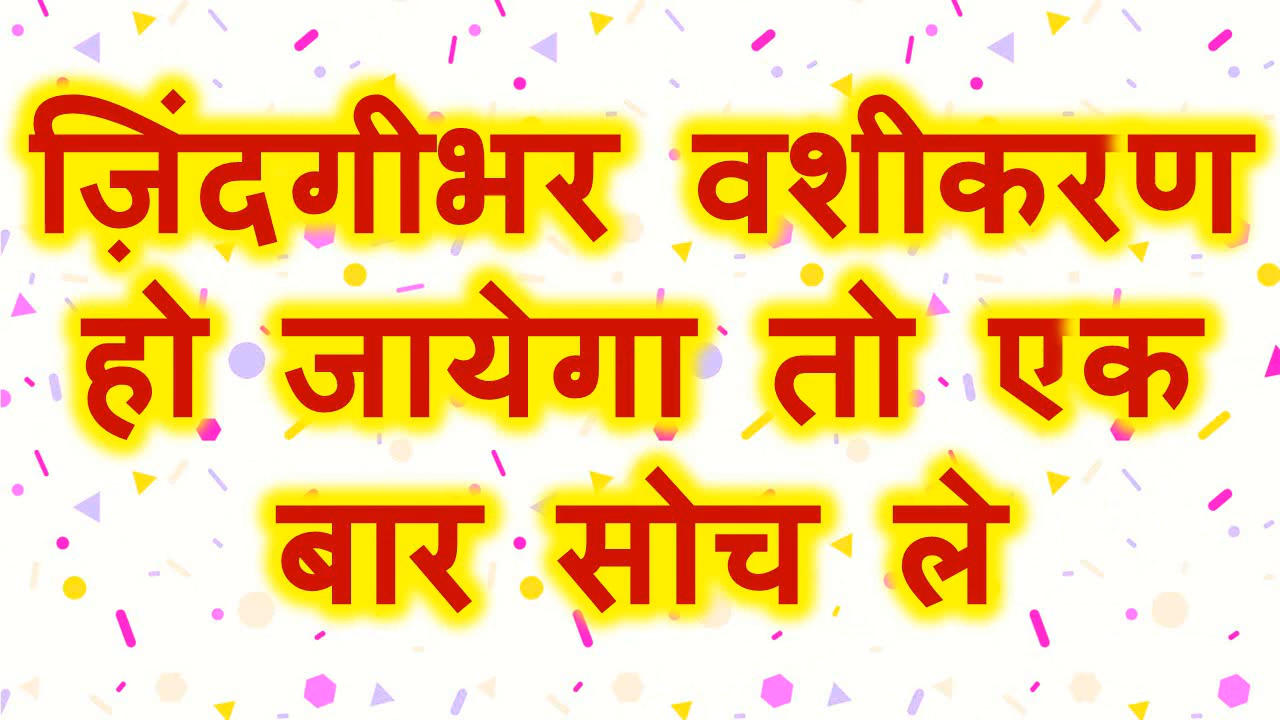 ज़िंदगीभर वशीकरण
हो जायेगा तो एक
बार सोच ले